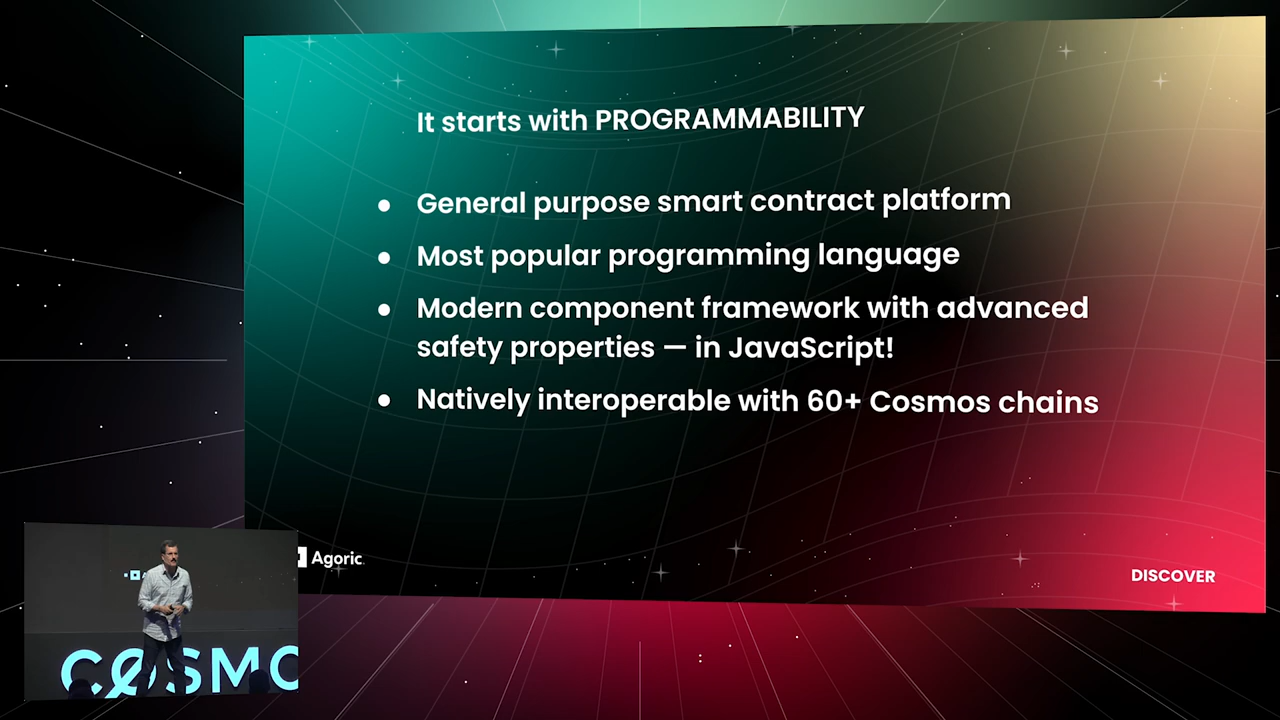 It starts with PROGRAMMABILITY
● General purpose smart contract platform
● Most popular programming language
● Modern component framework with advanced
safety properties — in JavaScript!
● Natively interoperable with 60+ Cosmos chains
Agoric
DISCOVER
COSMO